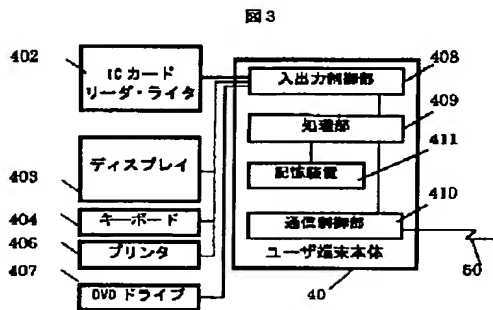 図3
402
ICカード
リーダ・ライタ
ディスプレイ
403
404
キーボード
406
プリンタ
407
DVDドライブ
入出力制御部
408
処理部
409
記憶装置
411
通信制御部
410
ユーザ端末本体
40
50